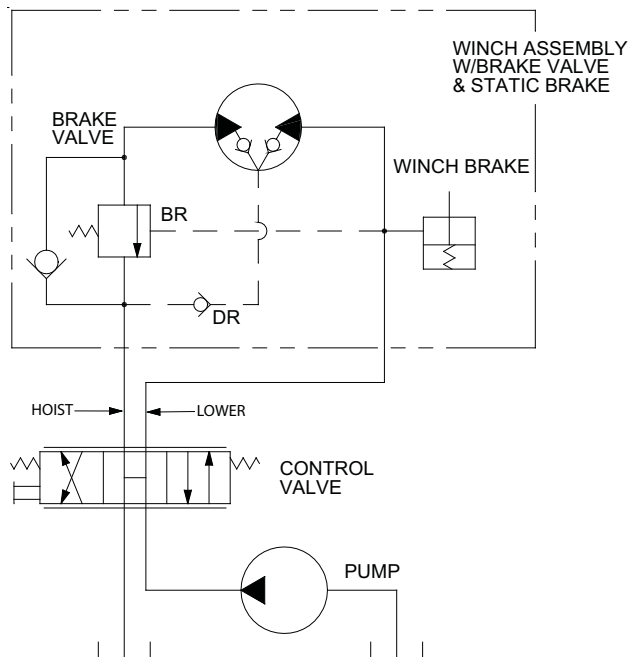 WINCH ASSEMBLY
W/BRAKE VALVE
& STATIC BRAKE
BRAKE
VALVE
WINCH BRAKE
BR
DR
HOIST
LOWER
CONTROL
VALVE
PUMP